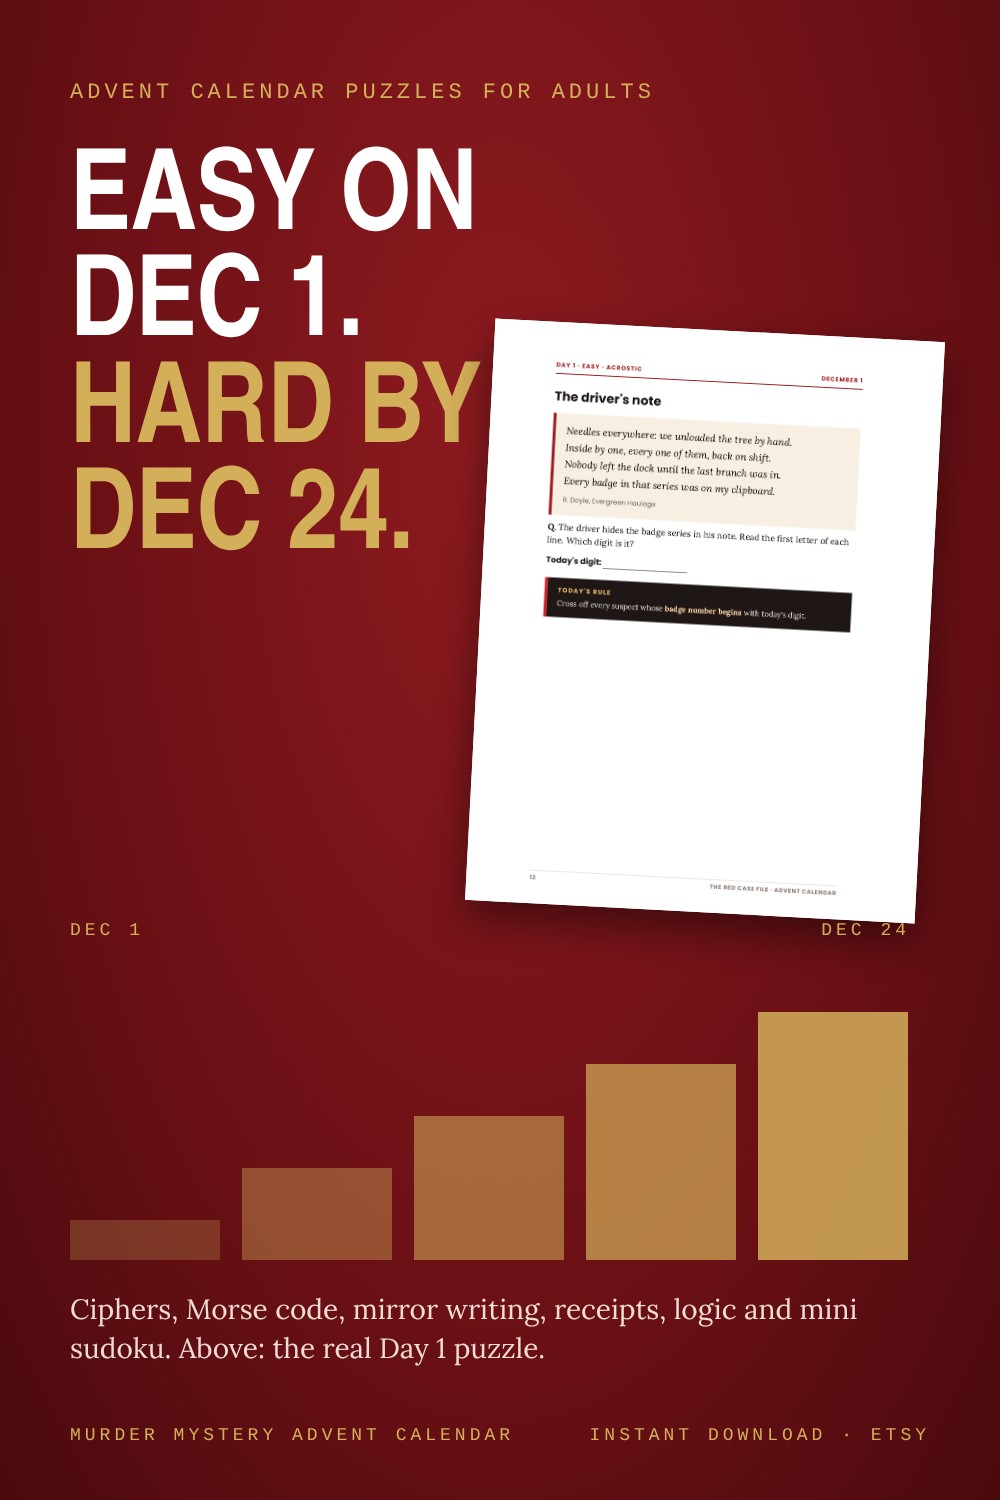 ADVENT CALENDAR PUZZLES FOR ADULTS
EASY ON
DEC 1.
HARD BY
DEC 24.
DAY 1 · EASY · ACROSTIC
DECEMBER 1
The driver's note
Needles everywhere: we unloaded the tree by hand.
Inside by one, every one of them, back on shift.
Nobody left the dock until the last branch was in.
Every badge in that series was on my clipboard.
R. Doyle, Evergreen Haulage
Q. The driver hides the badge series in his note. Read the first letter of each
line. Which digit is it?
Today's digit:
TODAY'S RULE
Cross off every suspect whose badge number begins with today's digit.
13
THE RED CASE FILE · ADVENT CALENDAR
DEC 1
DEC 24
Ciphers, Morse code, mirror writing, receipts, logic and mini
sudoku. Above: the real Day 1 puzzle.
MURDER MYSTERY ADVENT CALENDAR
INSTANT DOWNLOAD · ETSY